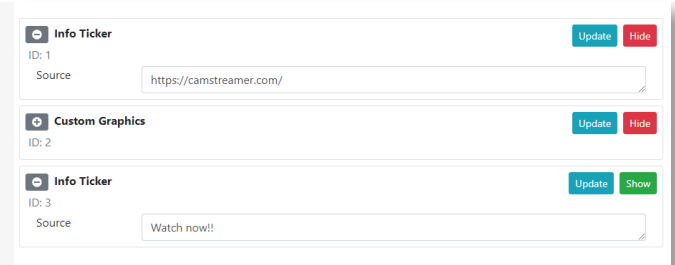 Info Ticker Update Hide
ID: 1
Source https://camstreamer.com/
Custom Graphics Update Hide
ID: 2
Info Ticker Update Show
ID: 3
Source Watch now!!